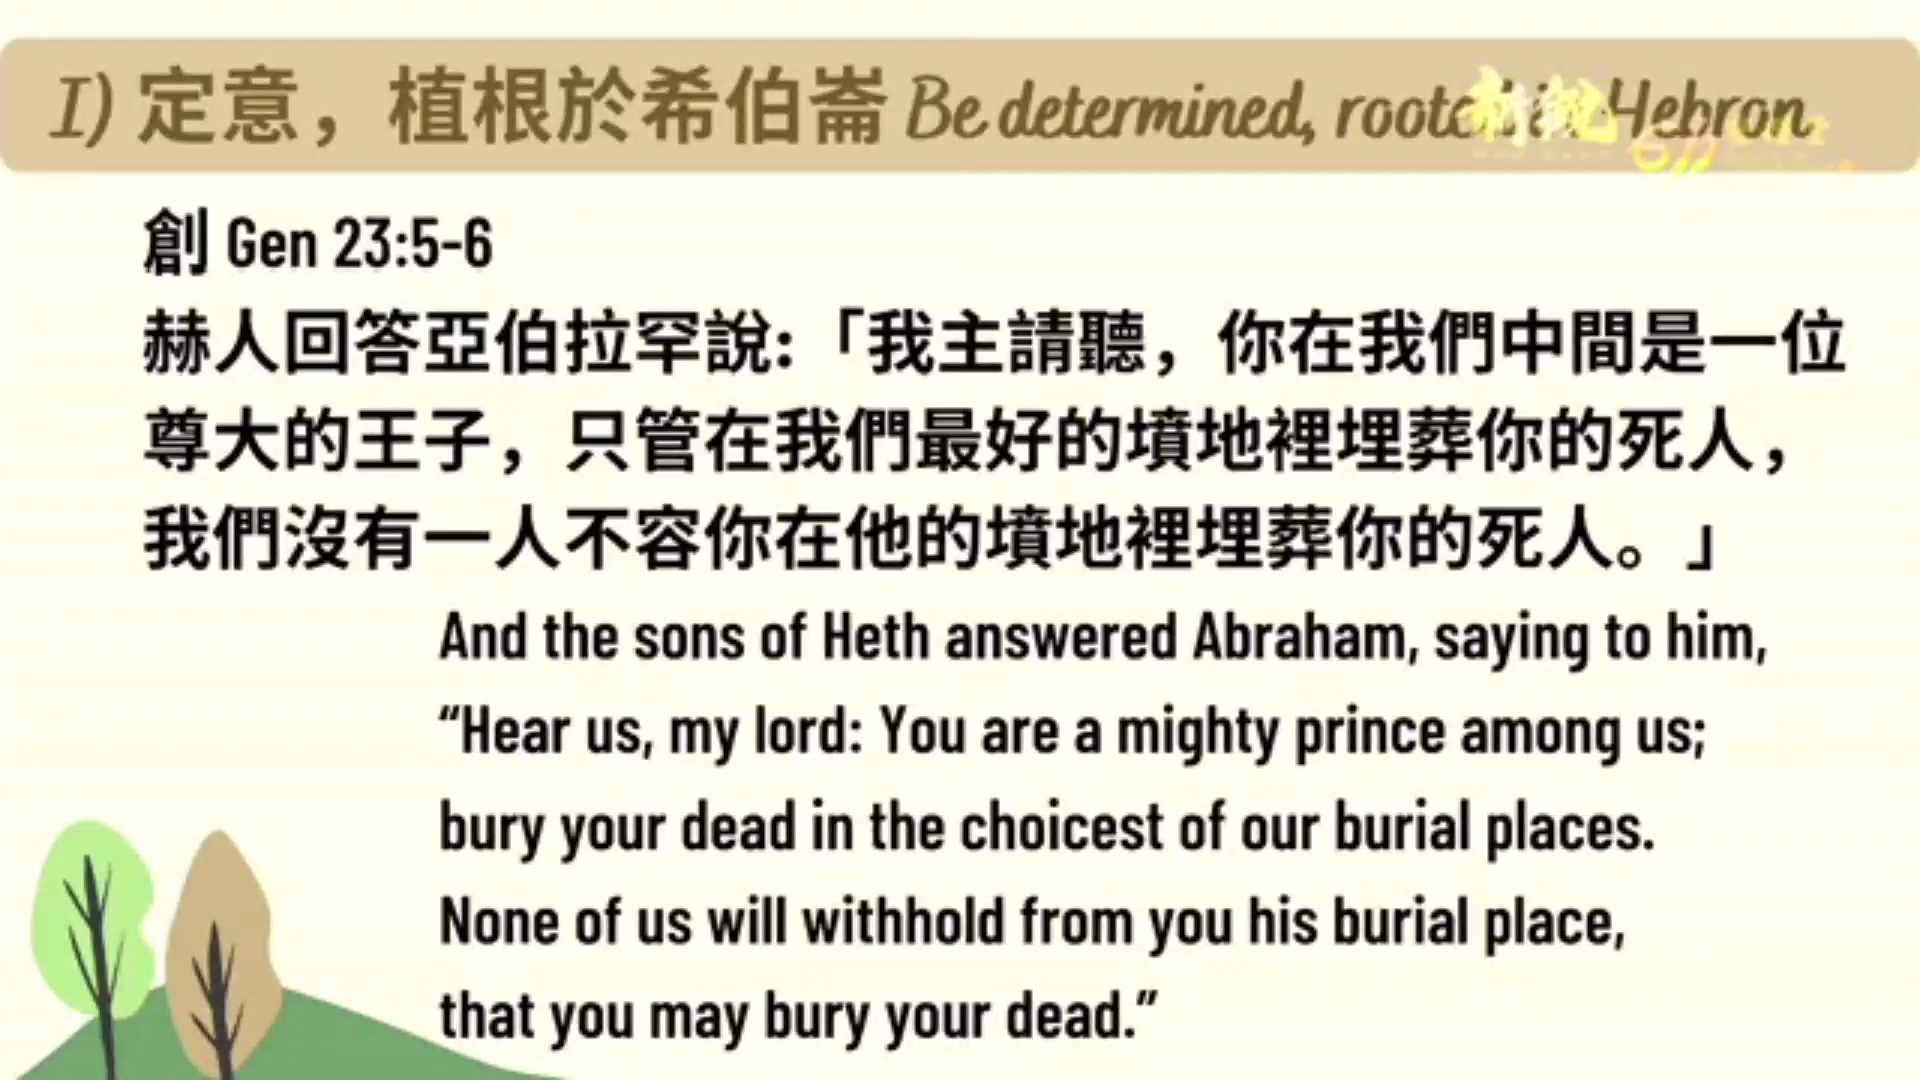 I) 定意，植根於希伯崙 Be determined, rooted in Hebron
創 Gen 23:5-6
赫人回答亞伯拉罕說:「我主請聽，你在我們中間是一位
尊大的王子，只管在我們最好的墳地裡埋葬你的死人，
我們沒有一人不容你在他的墳地裡埋葬你的死人。」
And the sons of Heth answered Abraham, saying to him,
“Hear us, my lord: You are a mighty prince among us;
bury your dead in the choicest of our burial places.
None of us will withhold from you his burial place,
that you may bury your dead.”